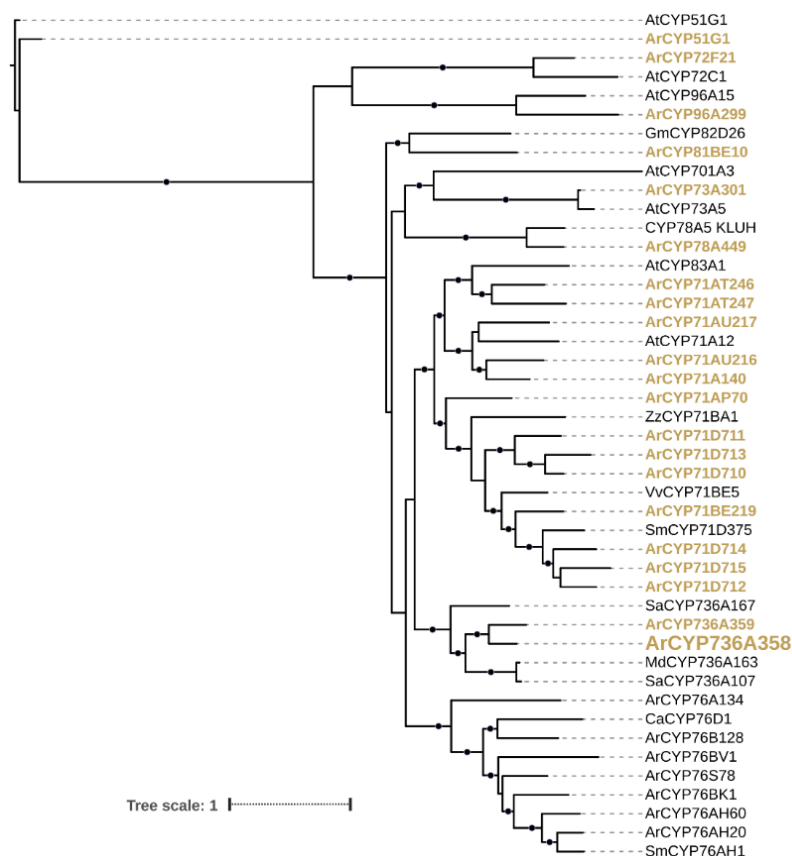 AtCYP51G1
ArCYP51G1
ArCYP72F21
AtCYP72C1
AtCYP96A15
ArCYP96A299
GmCYP82D26
ArCYP81BE10
AtCYP701A3
ArCYP73A301
AtCYP73A5
CYP78A5 KLUH
ArCYP78A449
AtCYP83A1
ArCYP71AT246
ArCYP71AT247
ArCYP71AU217
AtCYP71A12
ArCYP71AU216
ArCYP71A140
ArCYP71AP70
ZzCYP71BA1
ArCYP71D711
ArCYP71D713
ArCYP71D710
VvCYP71BE5
ArCYP71BE219
SmCYP71D375
ArCYP71D714
ArCYP71D715
ArCYP71D712
SaCYP736A167
ArCYP736A359
ArCYP736A358
MdCYP736A163
SaCYP736A107
ArCYP76A134
CaCYP76D1
ArCYP76B128
ArCYP76BV1
ArCYP76S78
ArCYP76BK1
Tree scale: 1
ArCYP76AH60
ArCYP76AH20
SmCYP76AH1